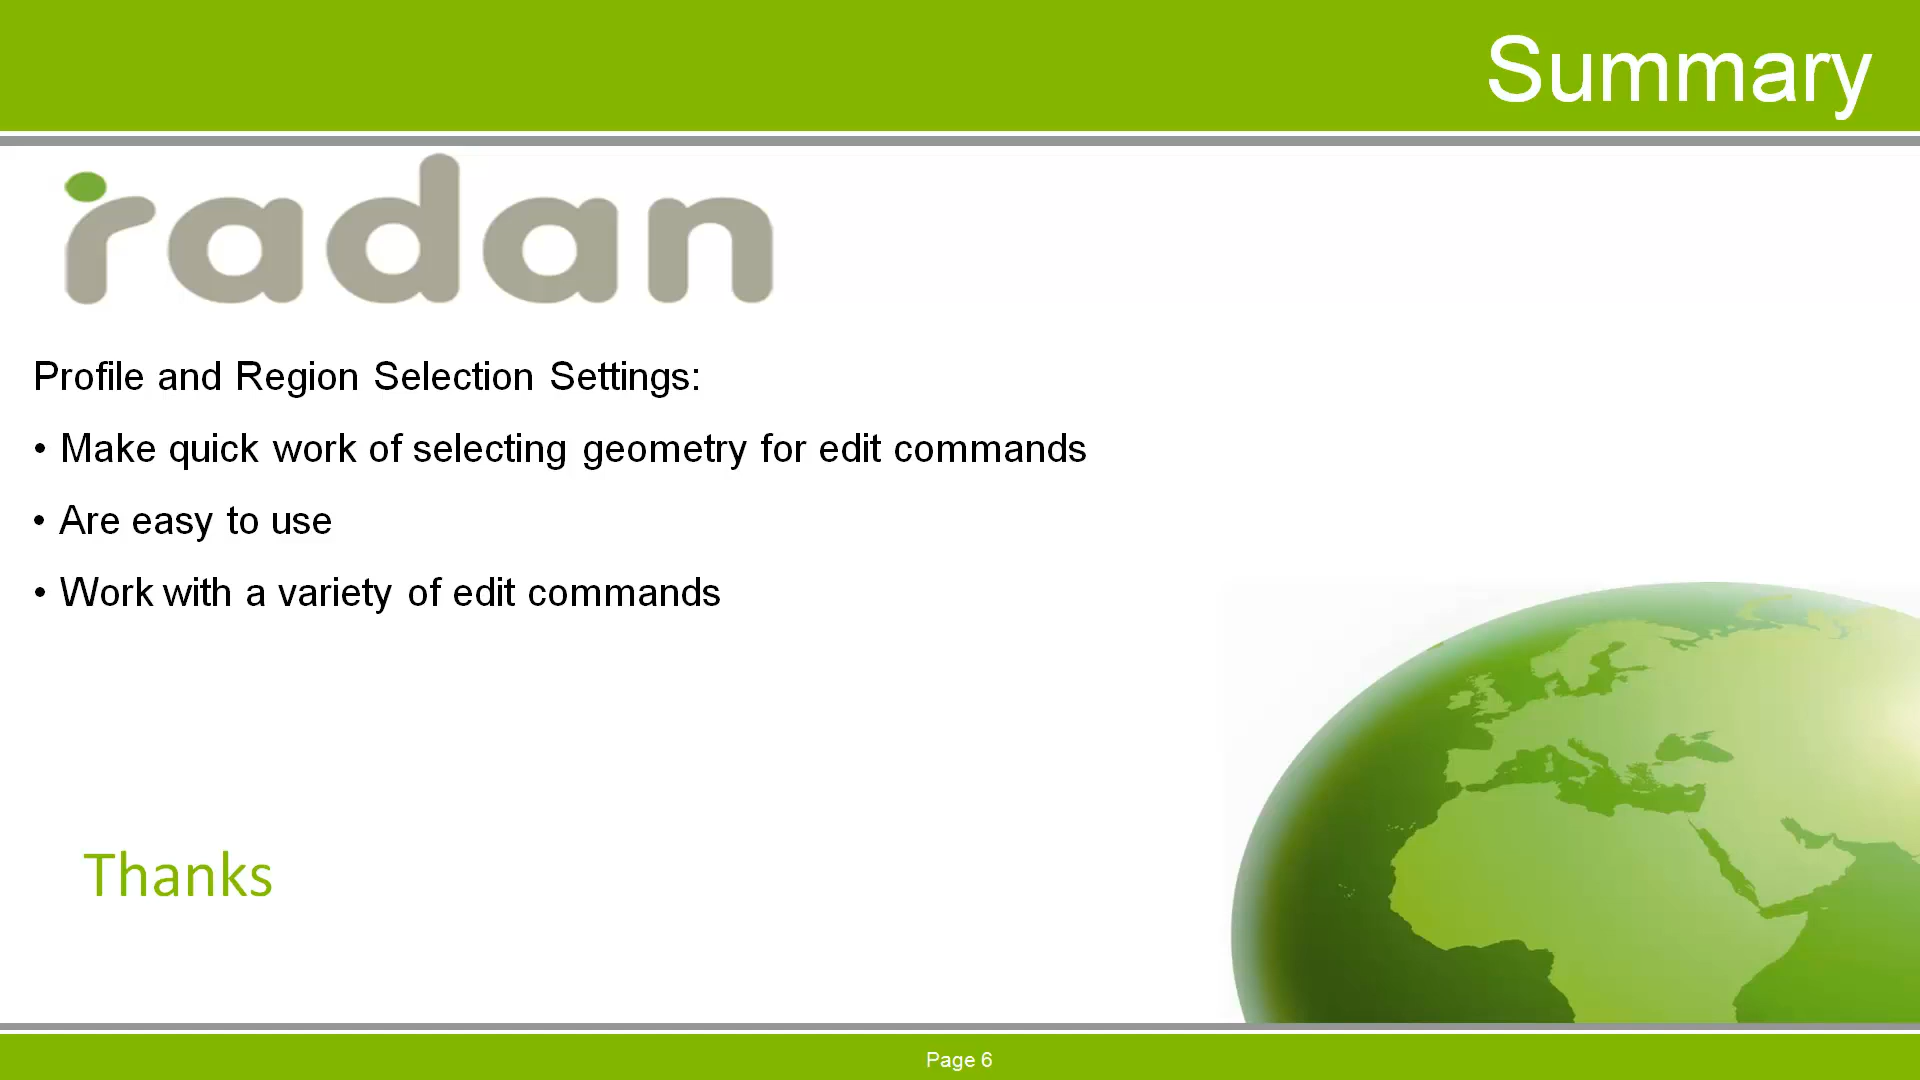 Summary
radan
Profile and Region Selection Settings:
• Make quick work of selecting geometry for edit commands
• Are easy to use
• Work with a variety of edit commands
Thanks
Page 6